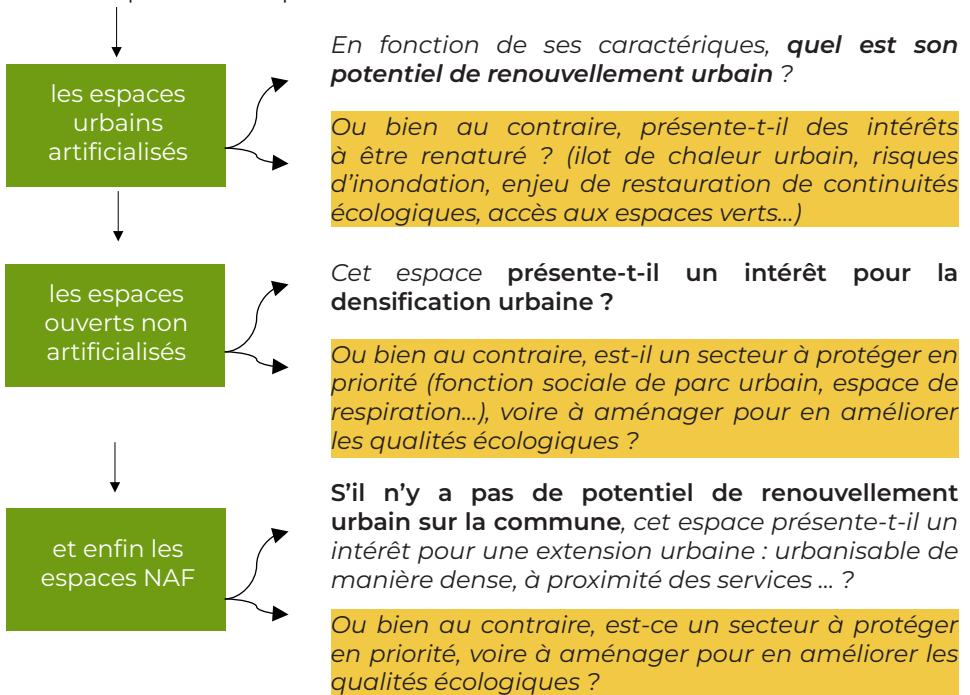 les espaces
urbains
artificialisés
En fonction de ses caractériques, quel est son
potentiel de renouvellement urbain ?
Ou bien au contraire, présente-t-il des intérêts
à être renaturé ? (ilot de chaleur urbain, risques
d'inondation, enjeu de restauration de continuités
écologiques, accès aux espaces verts...)
les espaces
ouverts non
artificialisés
Cet espace présente-t-il un intérêt pour la
densification urbaine ?
Ou bien au contraire, est-il un secteur à protéger en
priorité (fonction sociale de parc urbain, espace de
respiration...), voire à aménager pour en améliorer
les qualités écologiques ?
et enfin les
espaces NAF
S'il n'y a pas de potentiel de renouvellement
urbain sur la commune, cet espace présente-t-il un
intérêt pour une extension urbaine : urbanisable de
manière dense, à proximité des services ... ?
Ou bien au contraire, est-ce un secteur à protéger
en priorité, voire à aménager pour en améliorer les
qualités écologiques ?